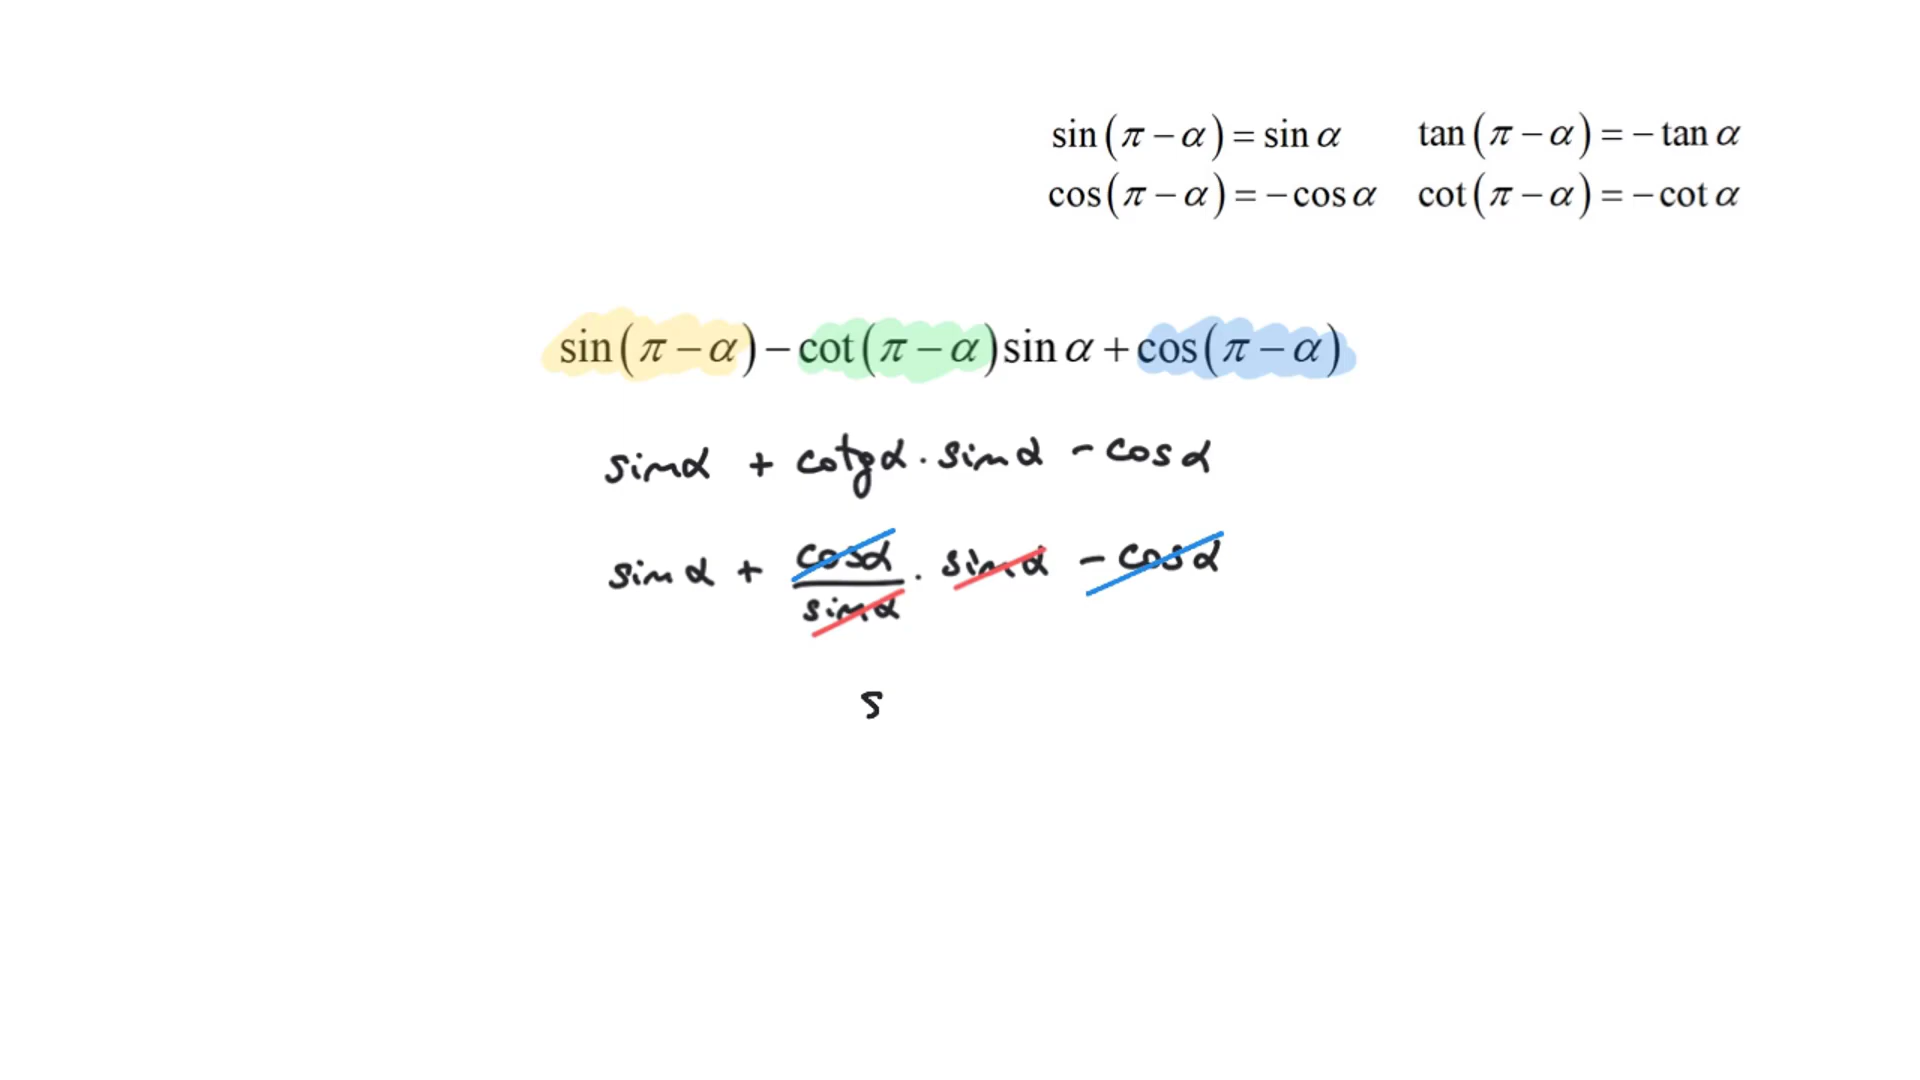 sin(π−α)=sin α   tan(π−α)=−tan α
cos(π−α)=−cos α   cot(π−α)=−cot α
sin(π−α)−cot(π−α)sin α+cos(π−α)
sinα + cotgα · sinα − cosα
sinα + cosα/sinα · sinα − cosα
s